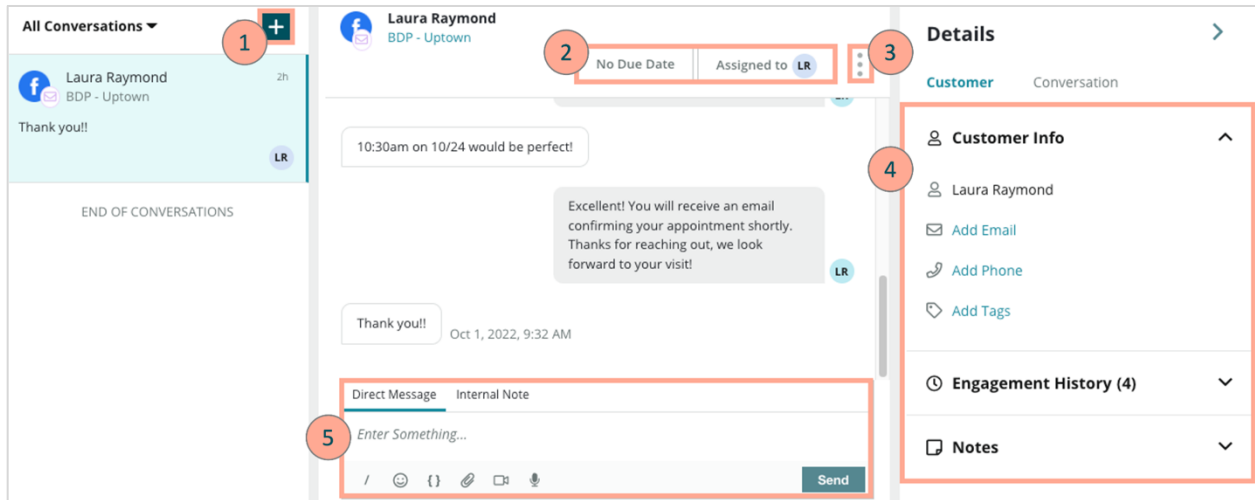 All Conversations
1
+
Laura Raymond
2h
BDP - Uptown
Thank you!!
LR
END OF CONVERSATIONS
Laura Raymond
BDP - Uptown
2
No Due Date
Assigned to LR
3
10:30am on 10/24 would be perfect!
Excellent! You will receive an email
confirming your appointment shortly.
Thanks for reaching out, we look
forward to your visit!
LR
Thank you!!
Oct 1, 2022, 9:32 AM
Direct Message
Internal Note
5
Enter Something...
/
{}
Send
Details
Customer
Conversation
4
Customer Info
Laura Raymond
Add Email
Add Phone
Add Tags
Engagement History (4)
Notes